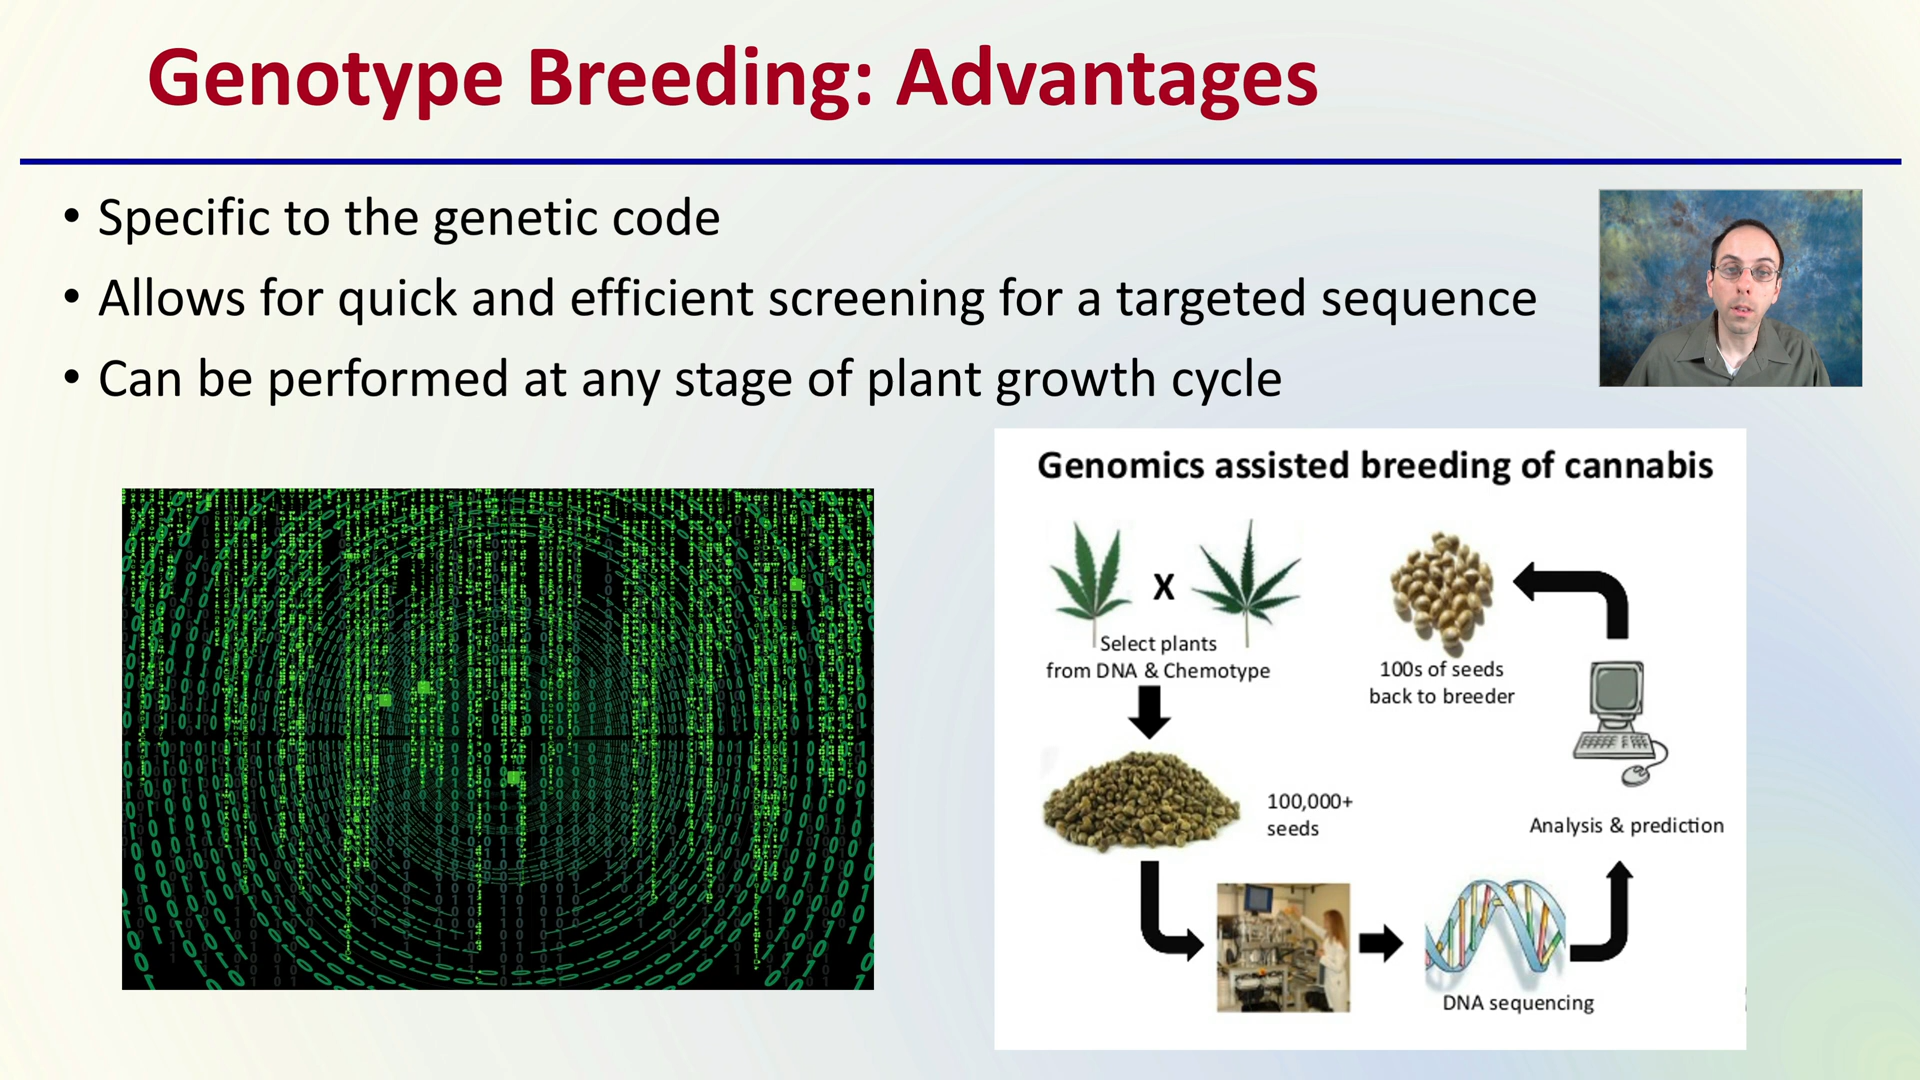 Genotype Breeding: Advantages
• Specific to the genetic code
• Allows for quick and efficient screening for a targeted sequence
• Can be performed at any stage of plant growth cycle
Genomics assisted breeding of cannabis
X
Select plants
from DNA & Chemotype
100s of seeds
back to breeder
100,000+
seeds
Analysis & prediction
DNA sequencing